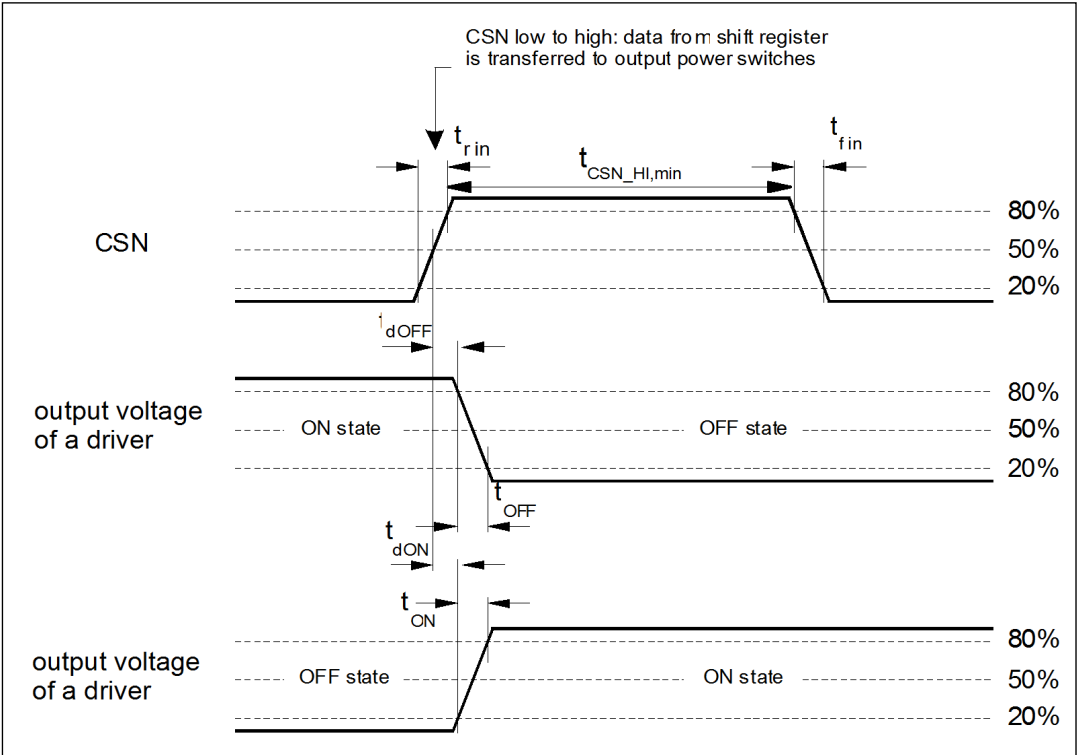 CSN low to high: data from shift register
is transferred to output power switches
t r in
t CSN_HI,min
t f in
CSN
80%
50%
20%
t dOFF
output voltage
of a driver
ON state
OFF state
80%
50%
20%
t OFF
t dON
t ON
output voltage
of a driver
OFF state
ON state
80%
50%
20%